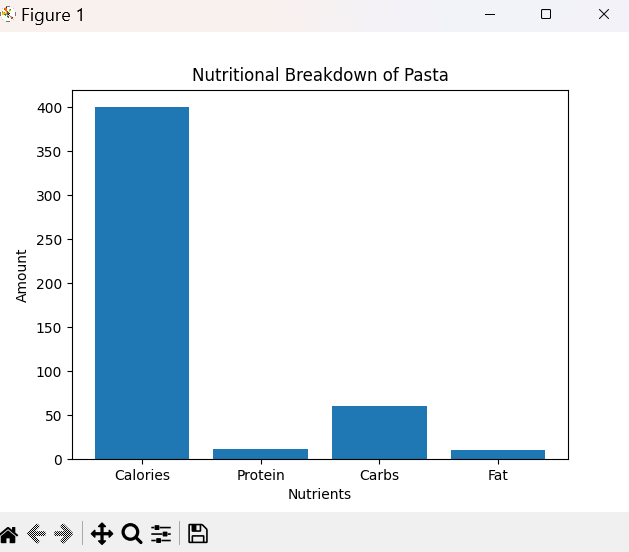 Figure 1
Nutritional Breakdown of Pasta
400
350
300
250
200
150
100
50
0
Amount
Calories Protein Carbs Fat
Nutrients